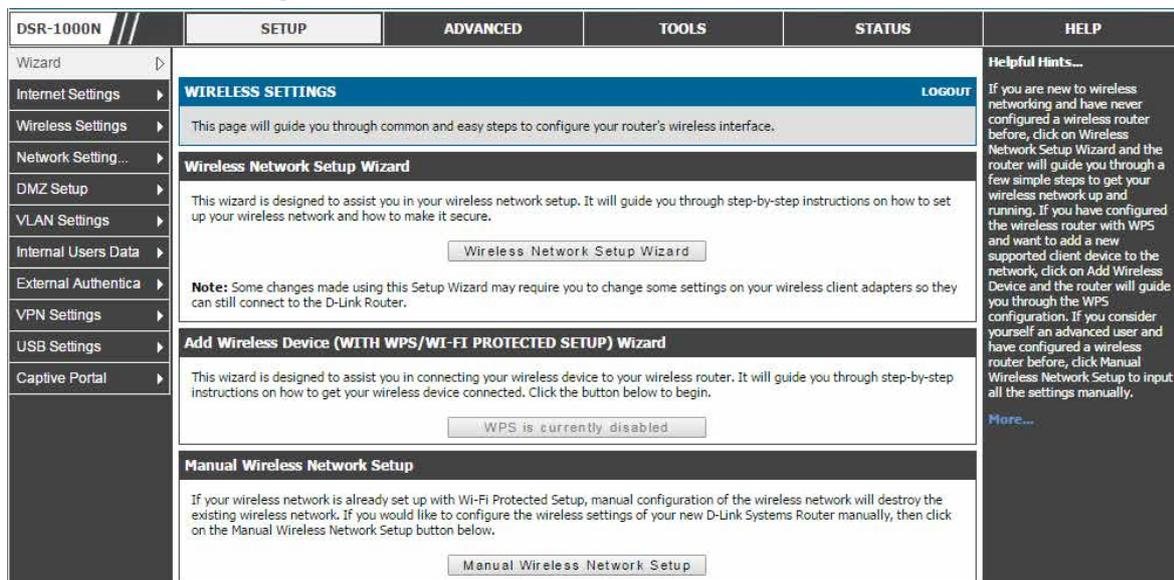 DSR-1000N
SETUP
ADVANCED
TOOLS
STATUS
HELP
Wizard
Internet Settings
Wireless Settings
Network Setting...
DMZ Setup
VLAN Settings
Internal Users Data
External Authentica
VPN Settings
USB Settings
Captive Portal
WIRELESS SETTINGS
LOGOUT
This page will guide you through common and easy steps to configure your router's wireless interface.
Wireless Network Setup Wizard
This wizard is designed to assist you in your wireless network setup. It will guide you through step-by-step instructions on how to set
up your wireless network and how to make it secure.
Wireless Network Setup Wizard
Note: Some changes made using this Setup Wizard may require you to change some settings on your wireless client adapters so they
can still connect to the D-Link Router.
Add Wireless Device (WITH WPS/WI-FI PROTECTED SETUP) Wizard
This wizard is designed to assist you in connecting your wireless device to your wireless router. It will guide you through step-by-step
instructions on how to get your wireless device connected. Click the button below to begin.
WPS is currently disabled
Manual Wireless Network Setup
If your wireless network is already set up with Wi-Fi Protected Setup, manual configuration of the wireless network will destroy the
existing wireless network. If you would like to configure the wireless settings of your new D-Link Systems Router manually, then click
on the Manual Wireless Network Setup button below.
Manual Wireless Network Setup
Helpful Hints...
If you are new to wireless
networking and have never
configured a wireless router
before, click on Wireless
Network Setup Wizard and the
router will guide you through a
few simple steps to get your
wireless network up and
running. If you have configured
the wireless router with WPS
and want to add a new
supported client device to the
network, click on Add Wireless
Device and the router will guide
you through the WPS
configuration. If you consider
yourself an advanced user and
have configured a wireless
router before, click Manual
Wireless Network Setup to input
all the settings manually.
More...